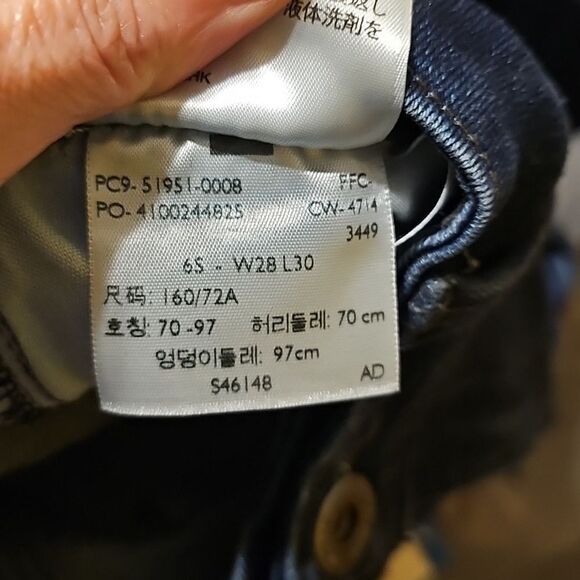 液体洗剤を
HK
PC9- 51951-0008 FFC-
PO- 4100244825 CW- 4714
3449
6S - W28 L30
尺码: 160/72A
호칭: 70 -97 허리둘레: 70 cm
엉덩이둘레: 97cm
S46148 AD